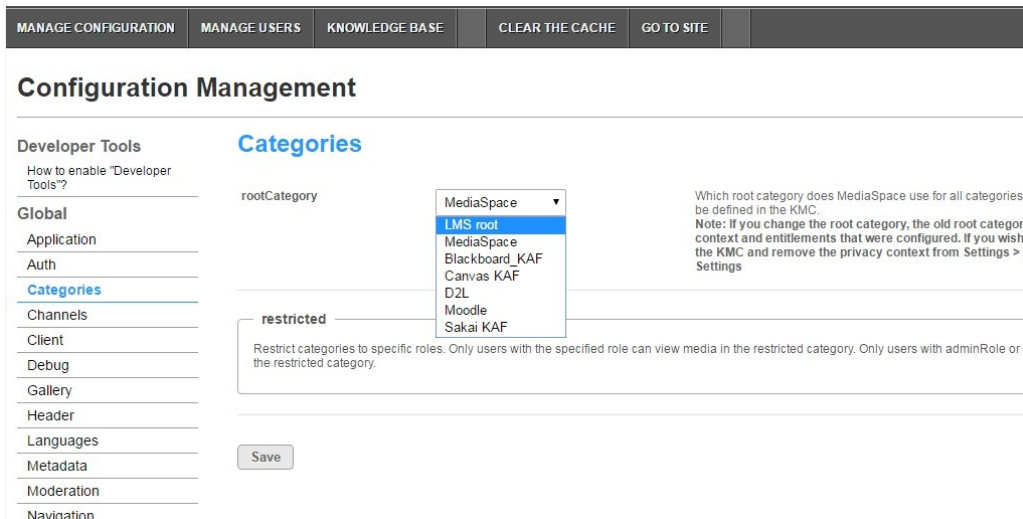 MANAGE CONFIGURATION MANAGE USERS KNOWLEDGE BASE CLEAR THE CACHE GO TO SITE
Configuration Management
Developer Tools
How to enable "Developer
Tools"?
Global
Application
Auth
Categories
Channels
Client
Debug
Gallery
Header
Languages
Metadata
Moderation
Navigation
Categories
rootCategory
MediaSpace
LMS root
MediaSpace
Blackboard_KAF
Canvas KAF
D2L
Moodle
Sakai KAF
Which root category does MediaSpace use for all categories
be defined in the KMC.
Note: If you change the root category, the old root categor
context and entitlements that were configured. If you wish
the KMC and remove the privacy context from Settings >
Settings
restricted
Restrict categories to specific roles. Only users with the specified role can view media in the restricted category. Only users with adminRole or
the restricted category.
Save